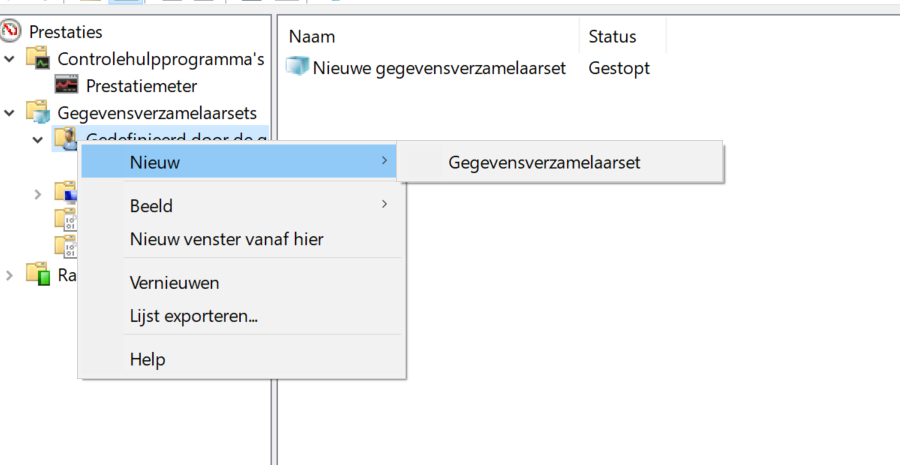 Prestaties
Controlehulpprogramma's
Prestatiemeter
Gegevensverzamelaarsets
Gedefinieerd door de g
Ra
Naam Status
Nieuwe gegevensverzamelaarset Gestopt
Nieuw
Gegevensverzamelaarset
Beeld
Nieuw venster vanaf hier
Vernieuwen
Lijst exporteren...
Help